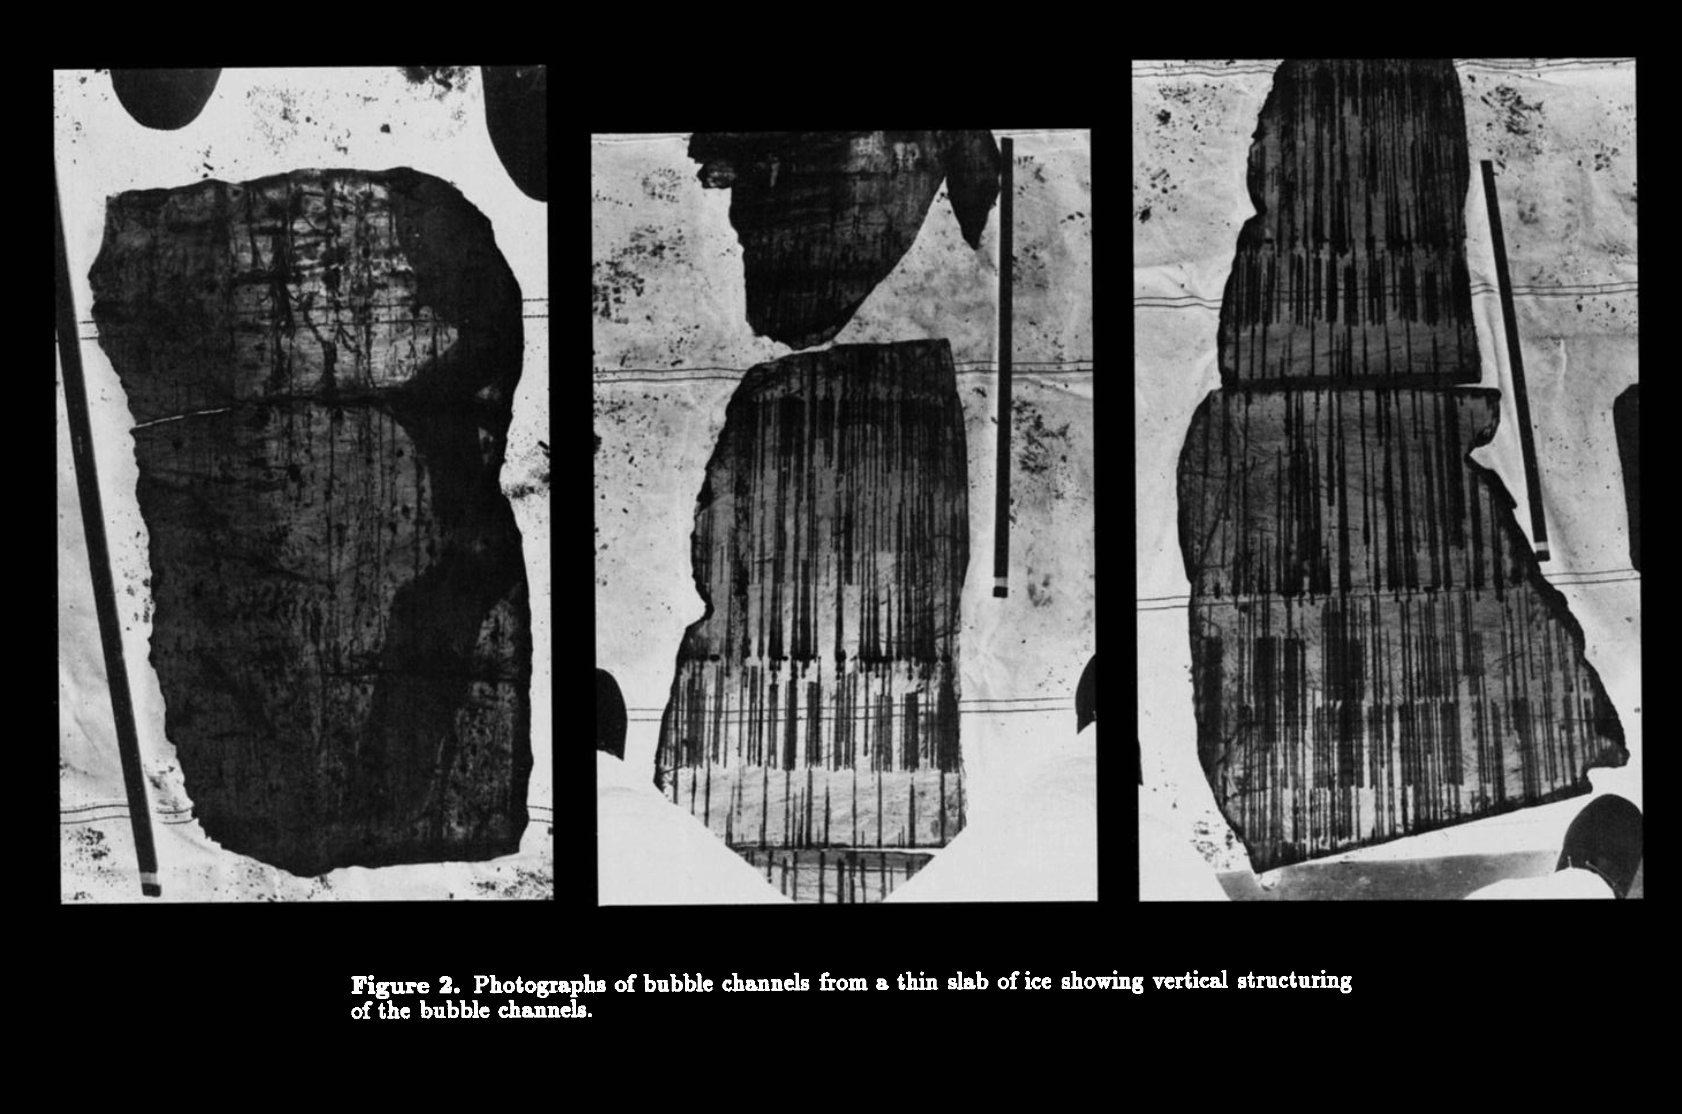 Figure 2. Photographs of bubble channels from a thin slab of ice showing vertical structuring
of the bubble channels.